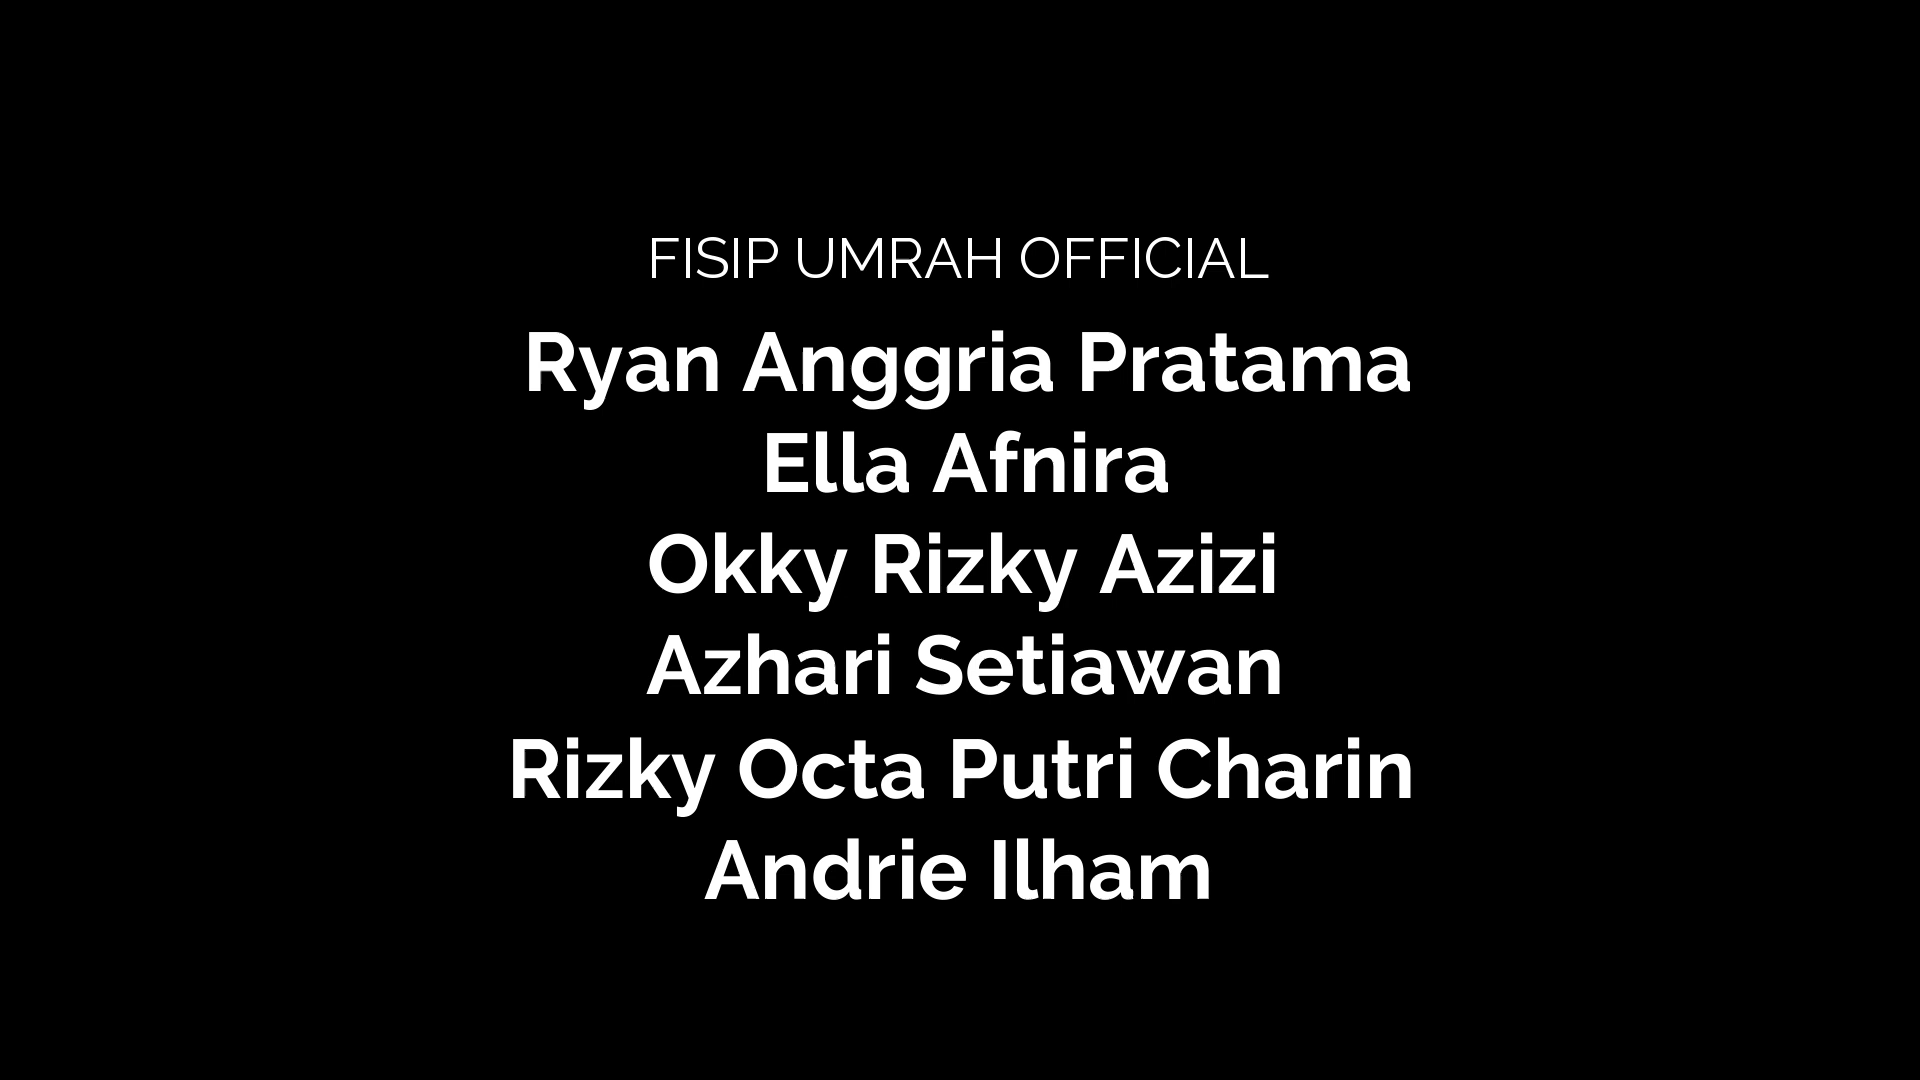 FISIP UMRAH OFFICIAL
Ryan Anggria Pratama
Ella Afnira
Okky Rizky Azizi
Azhari Setiawan
Rizky Octa Putri Charin
Andrie Ilham